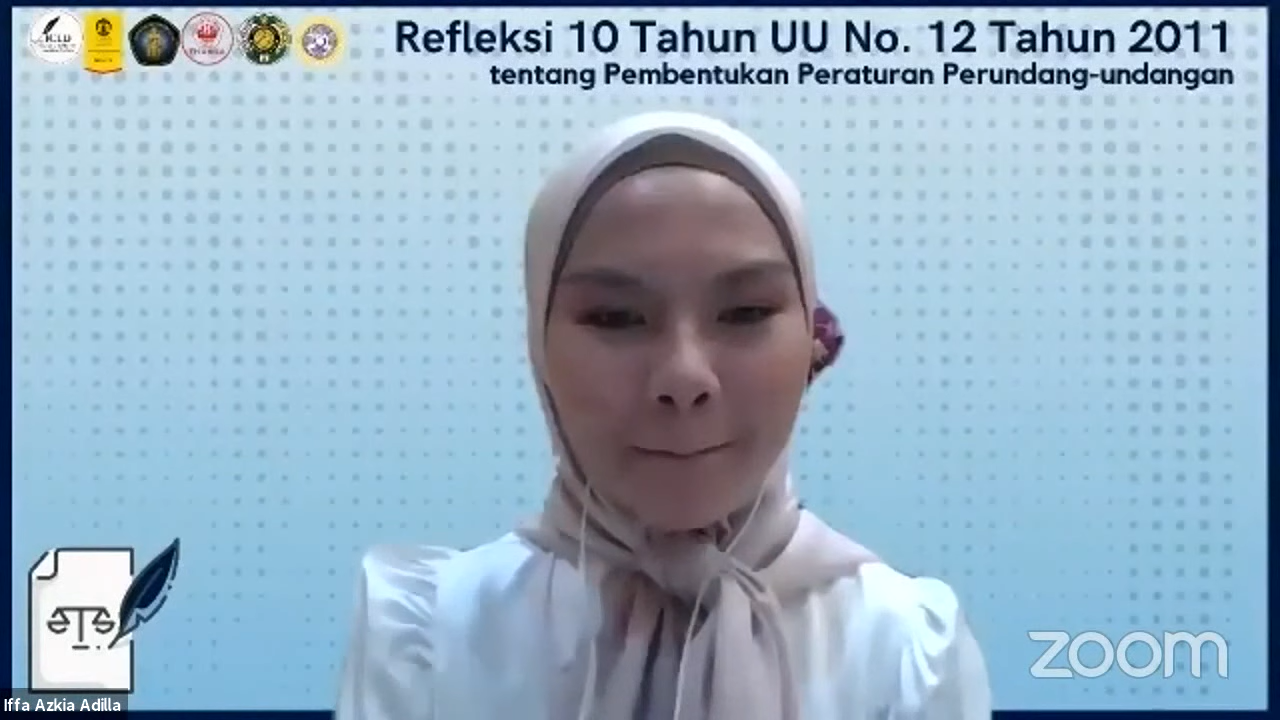 Refleksi 10 Tahun UU No. 12 Tahun 2011
tentang Pembentukan Peraturan Perundang-undangan
zoom
Iffa Azkia Adilla